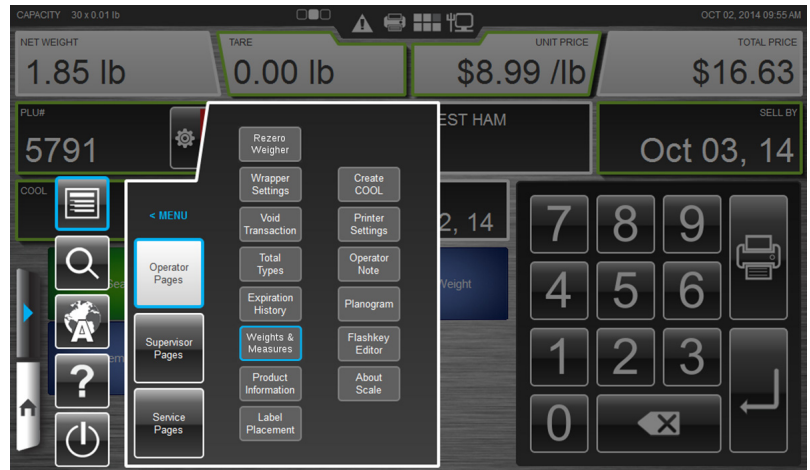 CAPACITY 30 x 0.01 lb
OCT 02, 2014 09:55 AM
NET WEIGHT
TARE
UNIT PRICE
TOTAL PRICE
1.85 lb
0.00 lb
$8.99 /lb
$16.63
PLU#
EST HAM
SELL BY
5791
Oct 03, 14
COOL
2, 14
< MENU
Operator
Pages
Supervisor
Pages
Service
Pages
Rezero
Weigher
Wrapper
Settings
Create
COOL
Void
Transaction
Printer
Settings
Total
Types
Operator
Note
Expiration
History
Planogram
Weights &
Measures
Flashkey
Editor
Product
Information
About
Scale
Label
Placement
Sea
Weight
em
A
?
7 8 9
4 5 6
1 2 3
0